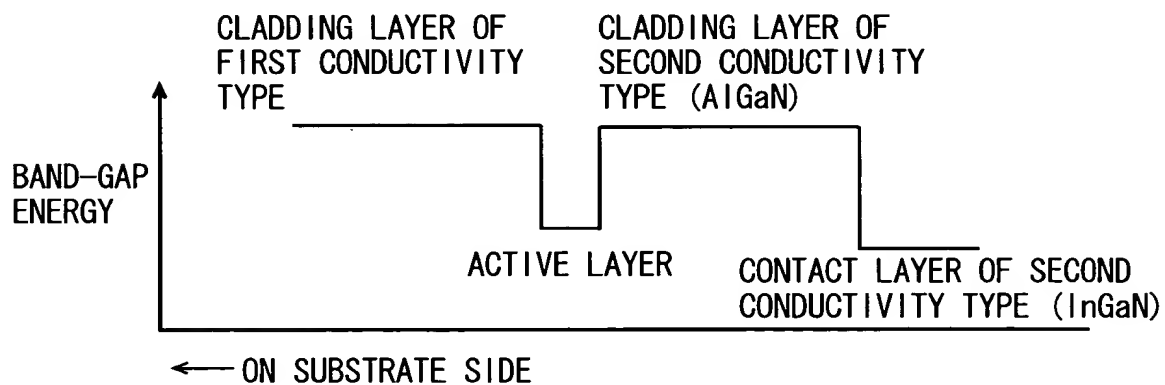 CLADDING LAYER OF
FIRST CONDUCTIVITY
TYPE
CLADDING LAYER OF
SECOND CONDUCTIVITY
TYPE (AlGaN)
BAND-GAP
ENERGY
ACTIVE LAYER
CONTACT LAYER OF SECOND
CONDUCTIVITY TYPE (InGaN)
ON SUBSTRATE SIDE